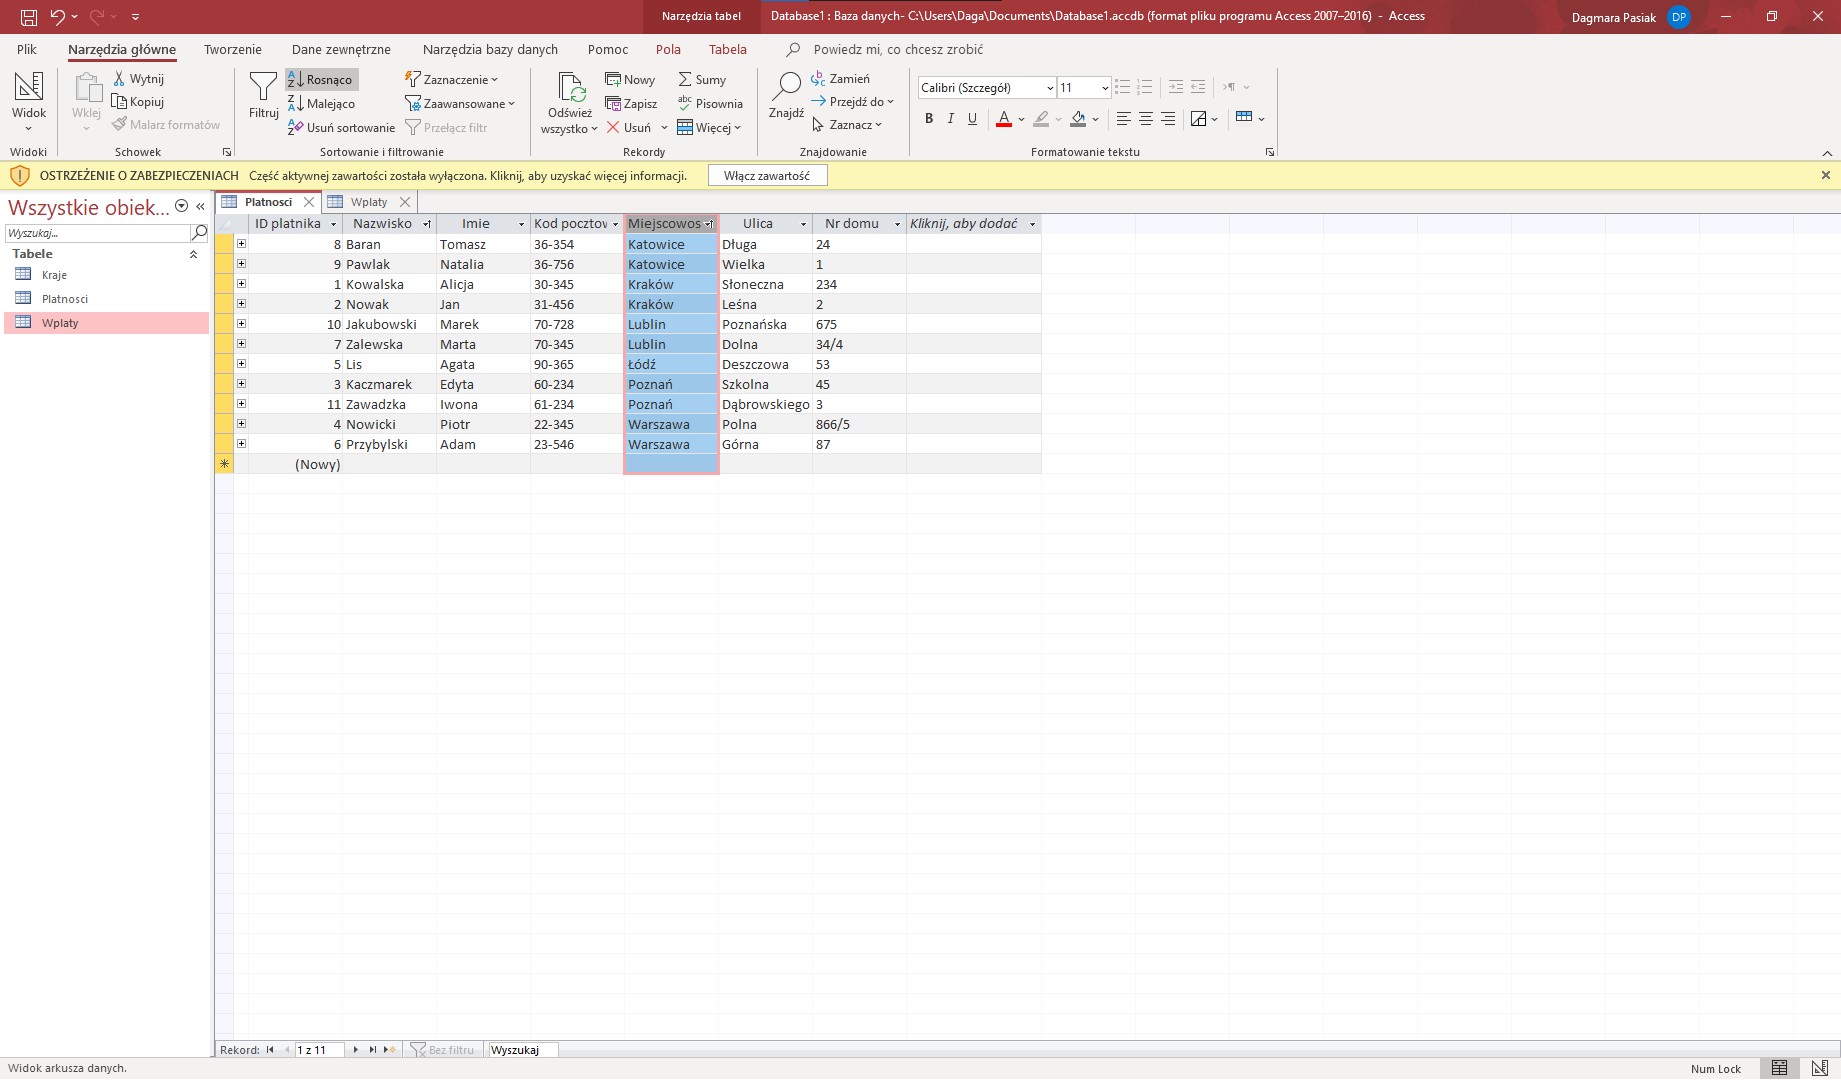 Narzędzia tabel
Database1 : Baza danych- C:\Users\Daga\Documents\Database1.accdb (format pliku programu Access 2007–2016)  -  Access
Dagmara Pasiak
DP
Plik
Narzędzia główne
Tworzenie
Dane zewnętrzne
Narzędzia bazy danych
Pomoc
Pola
Tabela
Powiedz mi, co chcesz zrobić
Widok
Widoki
Wklej
Wytnij
Kopiuj
Malarz formatów
Schowek
Filtruj
Rosnąco
Malejąco
Usuń sortowanie
Zaznaczenie
Zaawansowane
Przełącz filtr
Sortowanie i filtrowanie
Odśwież
wszystko
Nowy
Zapisz
Usuń
Sumy
Pisownia
Więcej
Rekordy
Znajdź
Zamień
Przejdź do
Zaznacz
Znajdowanie
Calibri (Szczegół)
11
B I U
Formatowanie tekstu
OSTRZEŻENIE O ZABEZPIECZENIACH
Część aktywnej zawartości została wyłączona. Kliknij, aby uzyskać więcej informacji.
Włącz zawartość
Wszystkie obiek...
Wyszukaj...
Tabele
Kraje
Platnosci
Wplaty
Platnosci
Wplaty
ID platnika Nazwisko Imie Kod pocztow Miejscowos Ulica Nr domu Kliknij, aby dodać
8 Baran Tomasz 36-354 Katowice Długa 24
9 Pawlak Natalia 36-756 Katowice Wielka 1
1 Kowalska Alicja 30-345 Kraków Słoneczna 234
2 Nowak Jan 31-456 Kraków Leśna 2
10 Jakubowski Marek 70-728 Lublin Poznańska 675
7 Zalewska Marta 70-345 Lublin Dolna 34/4
5 Lis Agata 90-365 Łódź Deszczowa 53
3 Kaczmarek Edyta 60-234 Poznań Szkolna 45
11 Zawadzka Iwona 61-234 Poznań Dąbrowskiego 3
4 Nowicki Piotr 22-345 Warszawa Polna 866/5
6 Przybylski Adam 23-546 Warszawa Górna 87
(Nowy)
Rekord: 1 z 11 Bez filtru Wyszukaj
Widok arkusza danych.
Num Lock